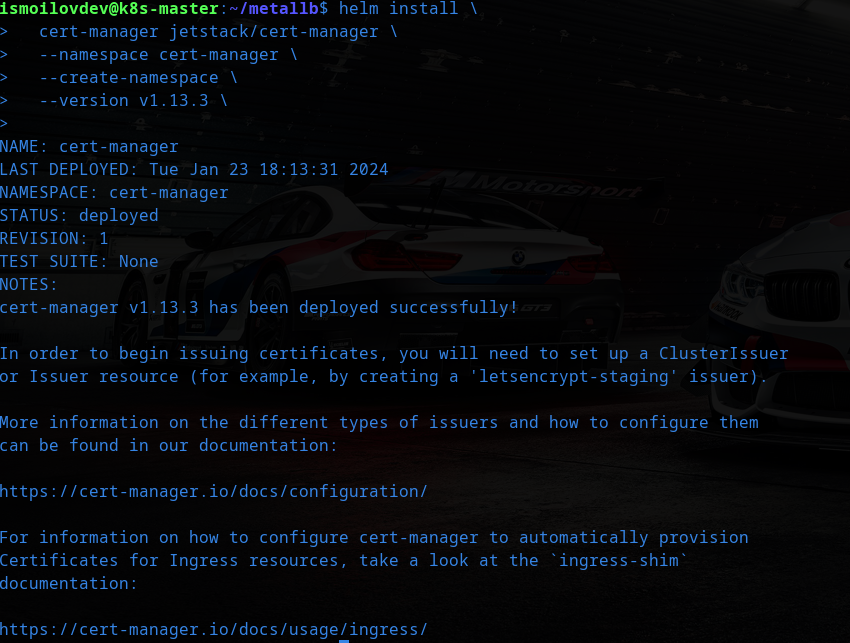 ismoilovdev@k8s-master:~/metallb$ helm install \
>   cert-manager jetstack/cert-manager \
>   --namespace cert-manager \
>   --create-namespace \
>   --version v1.13.3 \
>
NAME: cert-manager
LAST DEPLOYED: Tue Jan 23 18:13:31 2024
NAMESPACE: cert-manager
STATUS: deployed
REVISION: 1
TEST SUITE: None
NOTES:
cert-manager v1.13.3 has been deployed successfully!

In order to begin issuing certificates, you will need to set up a ClusterIssuer
or Issuer resource (for example, by creating a 'letsencrypt-staging' issuer).

More information on the different types of issuers and how to configure them
can be found in our documentation:

https://cert-manager.io/docs/configuration/

For information on how to configure cert-manager to automatically provision
Certificates for Ingress resources, take a look at the `ingress-shim`
documentation:

https://cert-manager.io/docs/usage/ingress/
M Motorsport
GT3